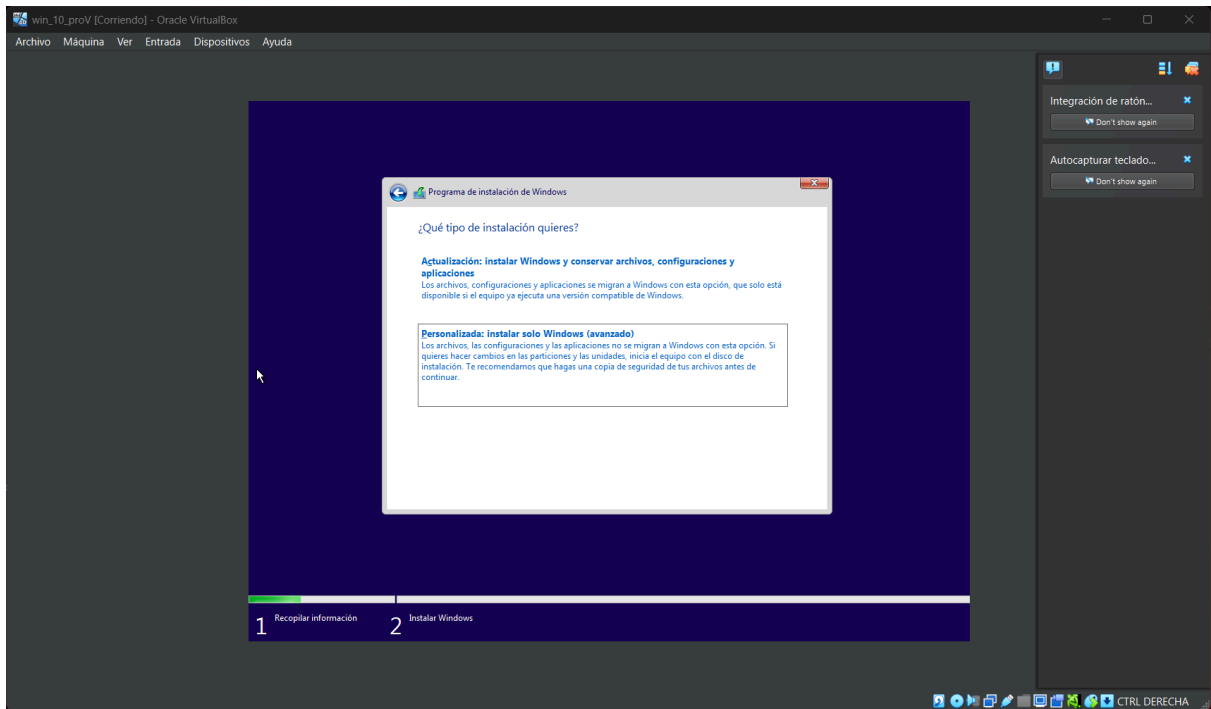 win_10_proV [Corriendo] - Oracle VirtualBox
Archivo Máquina Ver Entrada Dispositivos Ayuda
Integración de ratón...
Don't show again
Autocapturar teclado...
Don't show again
Programa de instalación de Windows
¿Qué tipo de instalación quieres?
Actualización: instalar Windows y conservar archivos, configuraciones y
aplicaciones
Los archivos, configuraciones y aplicaciones se migran a Windows con esta opción, que solo está
disponible si el equipo ya ejecuta una versión compatible de Windows.
Personalizada: instalar solo Windows (avanzado)
Los archivos, las configuraciones y las aplicaciones no se migran a Windows con esta opción. Si
quieres hacer cambios en las particiones y las unidades, inicia el equipo con el disco de
instalación. Te recomendamos que hagas una copia de seguridad de tus archivos antes de
continuar.
1 Recopilar información 2 Instalar Windows
CTRL DERECHA